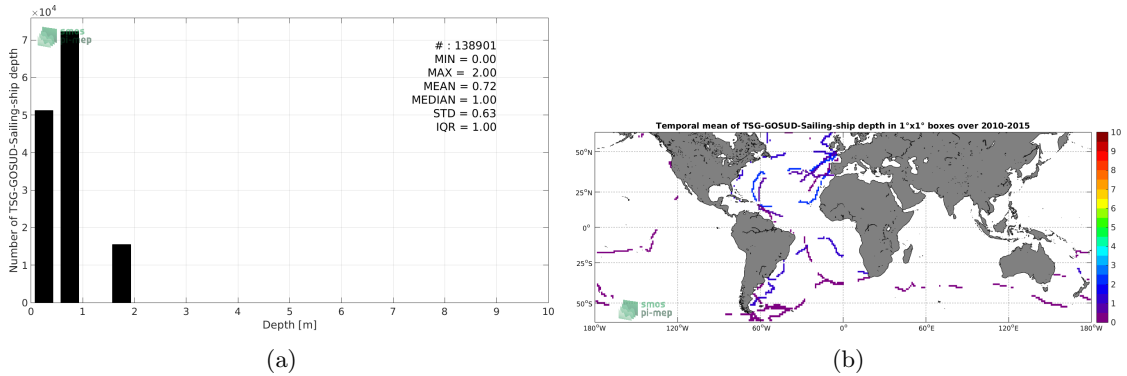 ×10⁴
smos
pi-mep
# : 138901
MIN = 0.00
MAX = 2.00
MEAN = 0.72
MEDIAN = 1.00
STD = 0.63
IQR = 1.00
Number of TSG-GOSUD-Sailing-ship depth
7
6
5
4
3
2
1
0
0 1 2 3 4 5 6 7 8 9 10
Depth [m]
(a)
Temporal mean of TSG-GOSUD-Sailing-ship depth in 1°x1° boxes over 2010-2015
50°N
25°N
0°
25°S
50°S
180°W 120°W 60°W 0° 60°E 120°E 180°W
smos
pi-mep
10
9
8
7
6
5
4
3
2
1
0
(b)